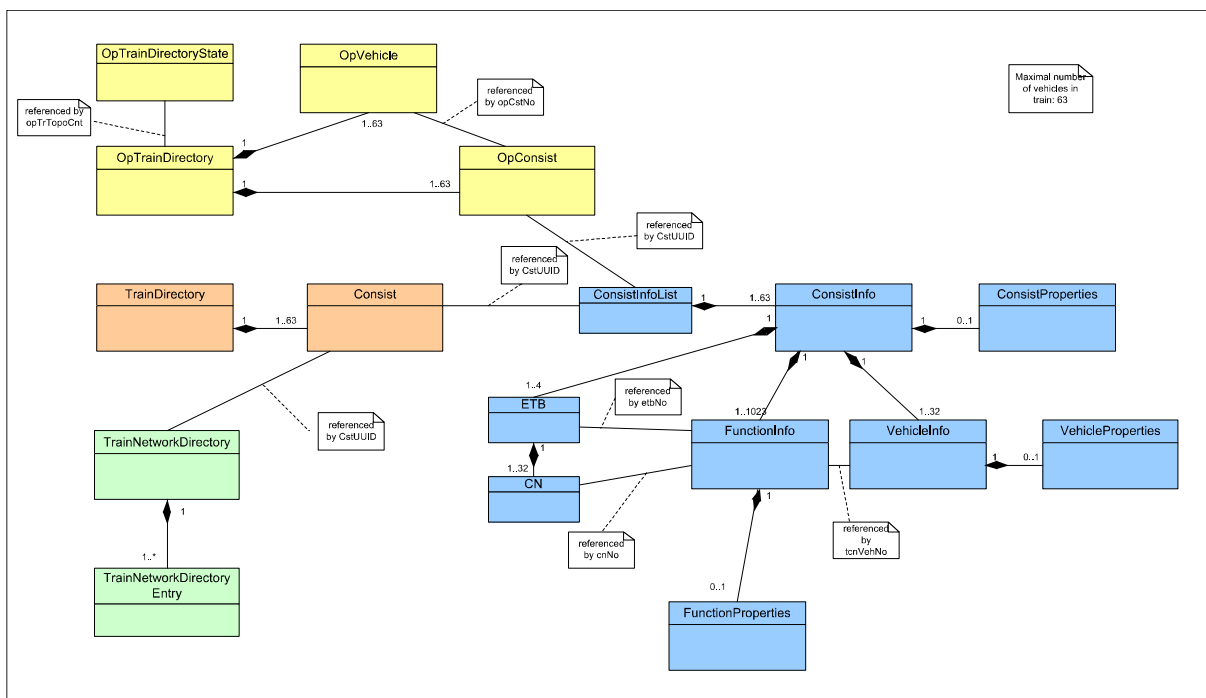 OpTrainDirectoryState
OpVehicle
referenced
by opCstNo
Maximal number
of vehicles in
train: 63
referenced by
opTrTopoCnt
1..63
1
OpTrainDirectory
OpConsist
1
1..63
referenced
by CstUUID
referenced
by CstUUID
TrainDirectory
Consist
ConsistInfoList
ConsistInfo
ConsistProperties
1
1..63
1
1..63
1
1
0..1
1
1
1..4
referenced
by etbNo
ETB
1..1023
1..32
referenced
by CstUUID
TrainNetworkDirectory
FunctionInfo
VehicleInfo
VehicleProperties
1
1..32
1
0..1
CN
1
1
referenced
by cnNo
referenced
by
tcnVehNo
1..*
TrainNetworkDirectory
Entry
0..1
FunctionProperties